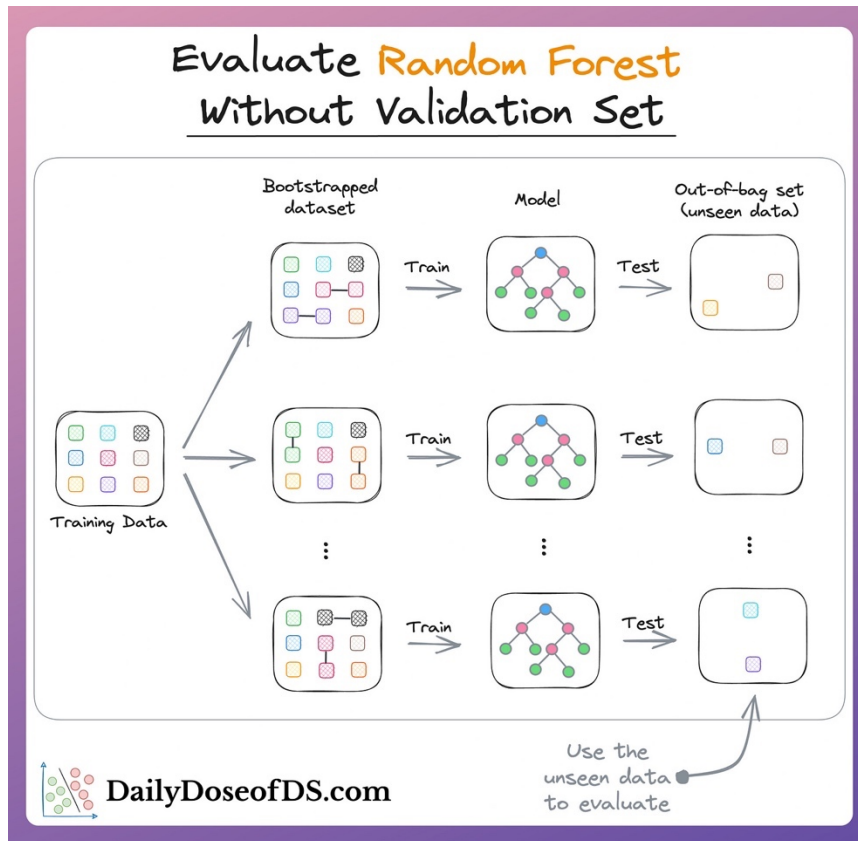 Evaluate Random Forest
Without Validation Set
Bootstrapped
dataset
Model
Out-of-bag set
(unseen data)
Train
Test
Train
Test
Training Data
Train
Test
Use the
unseen data
to evaluate
DailyDoseofDS.com